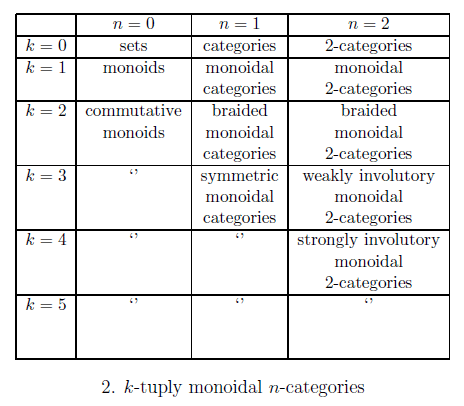 n = 0 n = 1 n = 2
k = 0 sets categories 2-categories
k = 1 monoids monoidal monoidal
categories 2-categories
k = 2 commutative braided braided
monoids monoidal monoidal
categories 2-categories
k = 3 ‘’ symmetric weakly involutory
monoidal monoidal
categories 2-categories
k = 4 ‘’ ‘’ strongly involutory
monoidal
2-categories
k = 5 ‘’ ‘’ ‘’
2. k-tuply monoidal n-categories